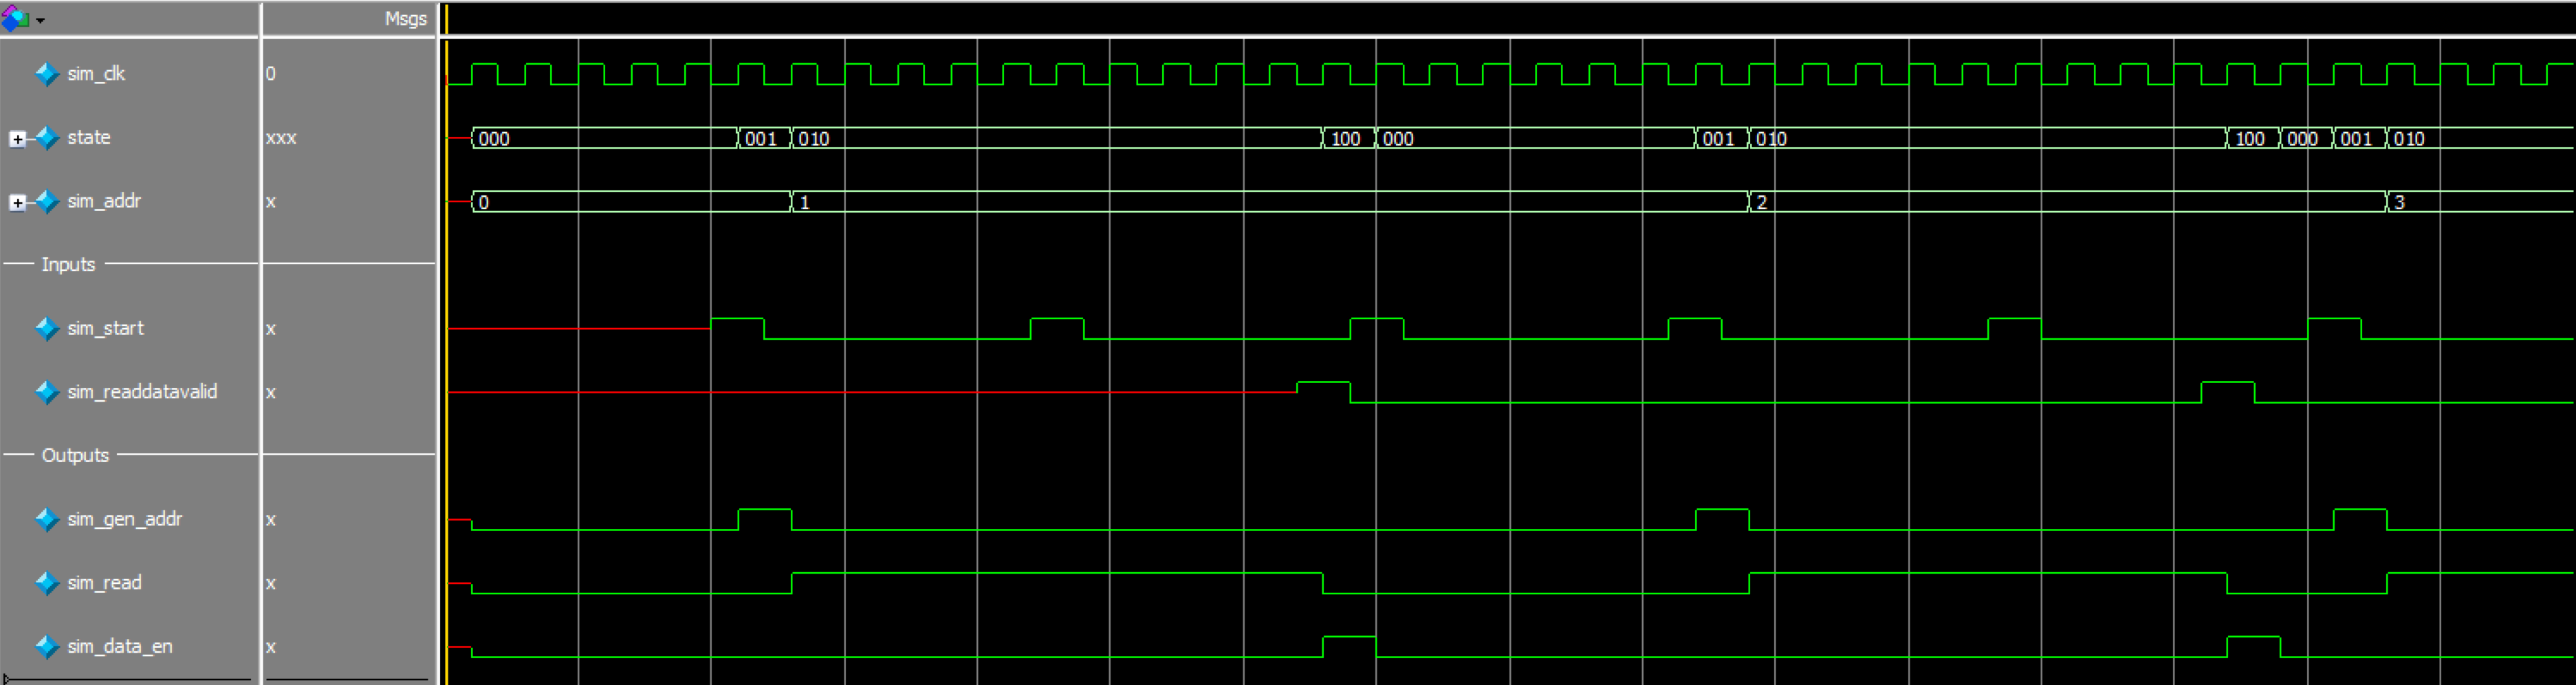 Msgs
sim_clk 0
state xxx 000 001 010 100 000 001 010 100 000 001 010
sim_addr x 0 1 2 3
Inputs
sim_start x
sim_readdatavalid x
Outputs
sim_gen_addr x
sim_read x
sim_data_en x